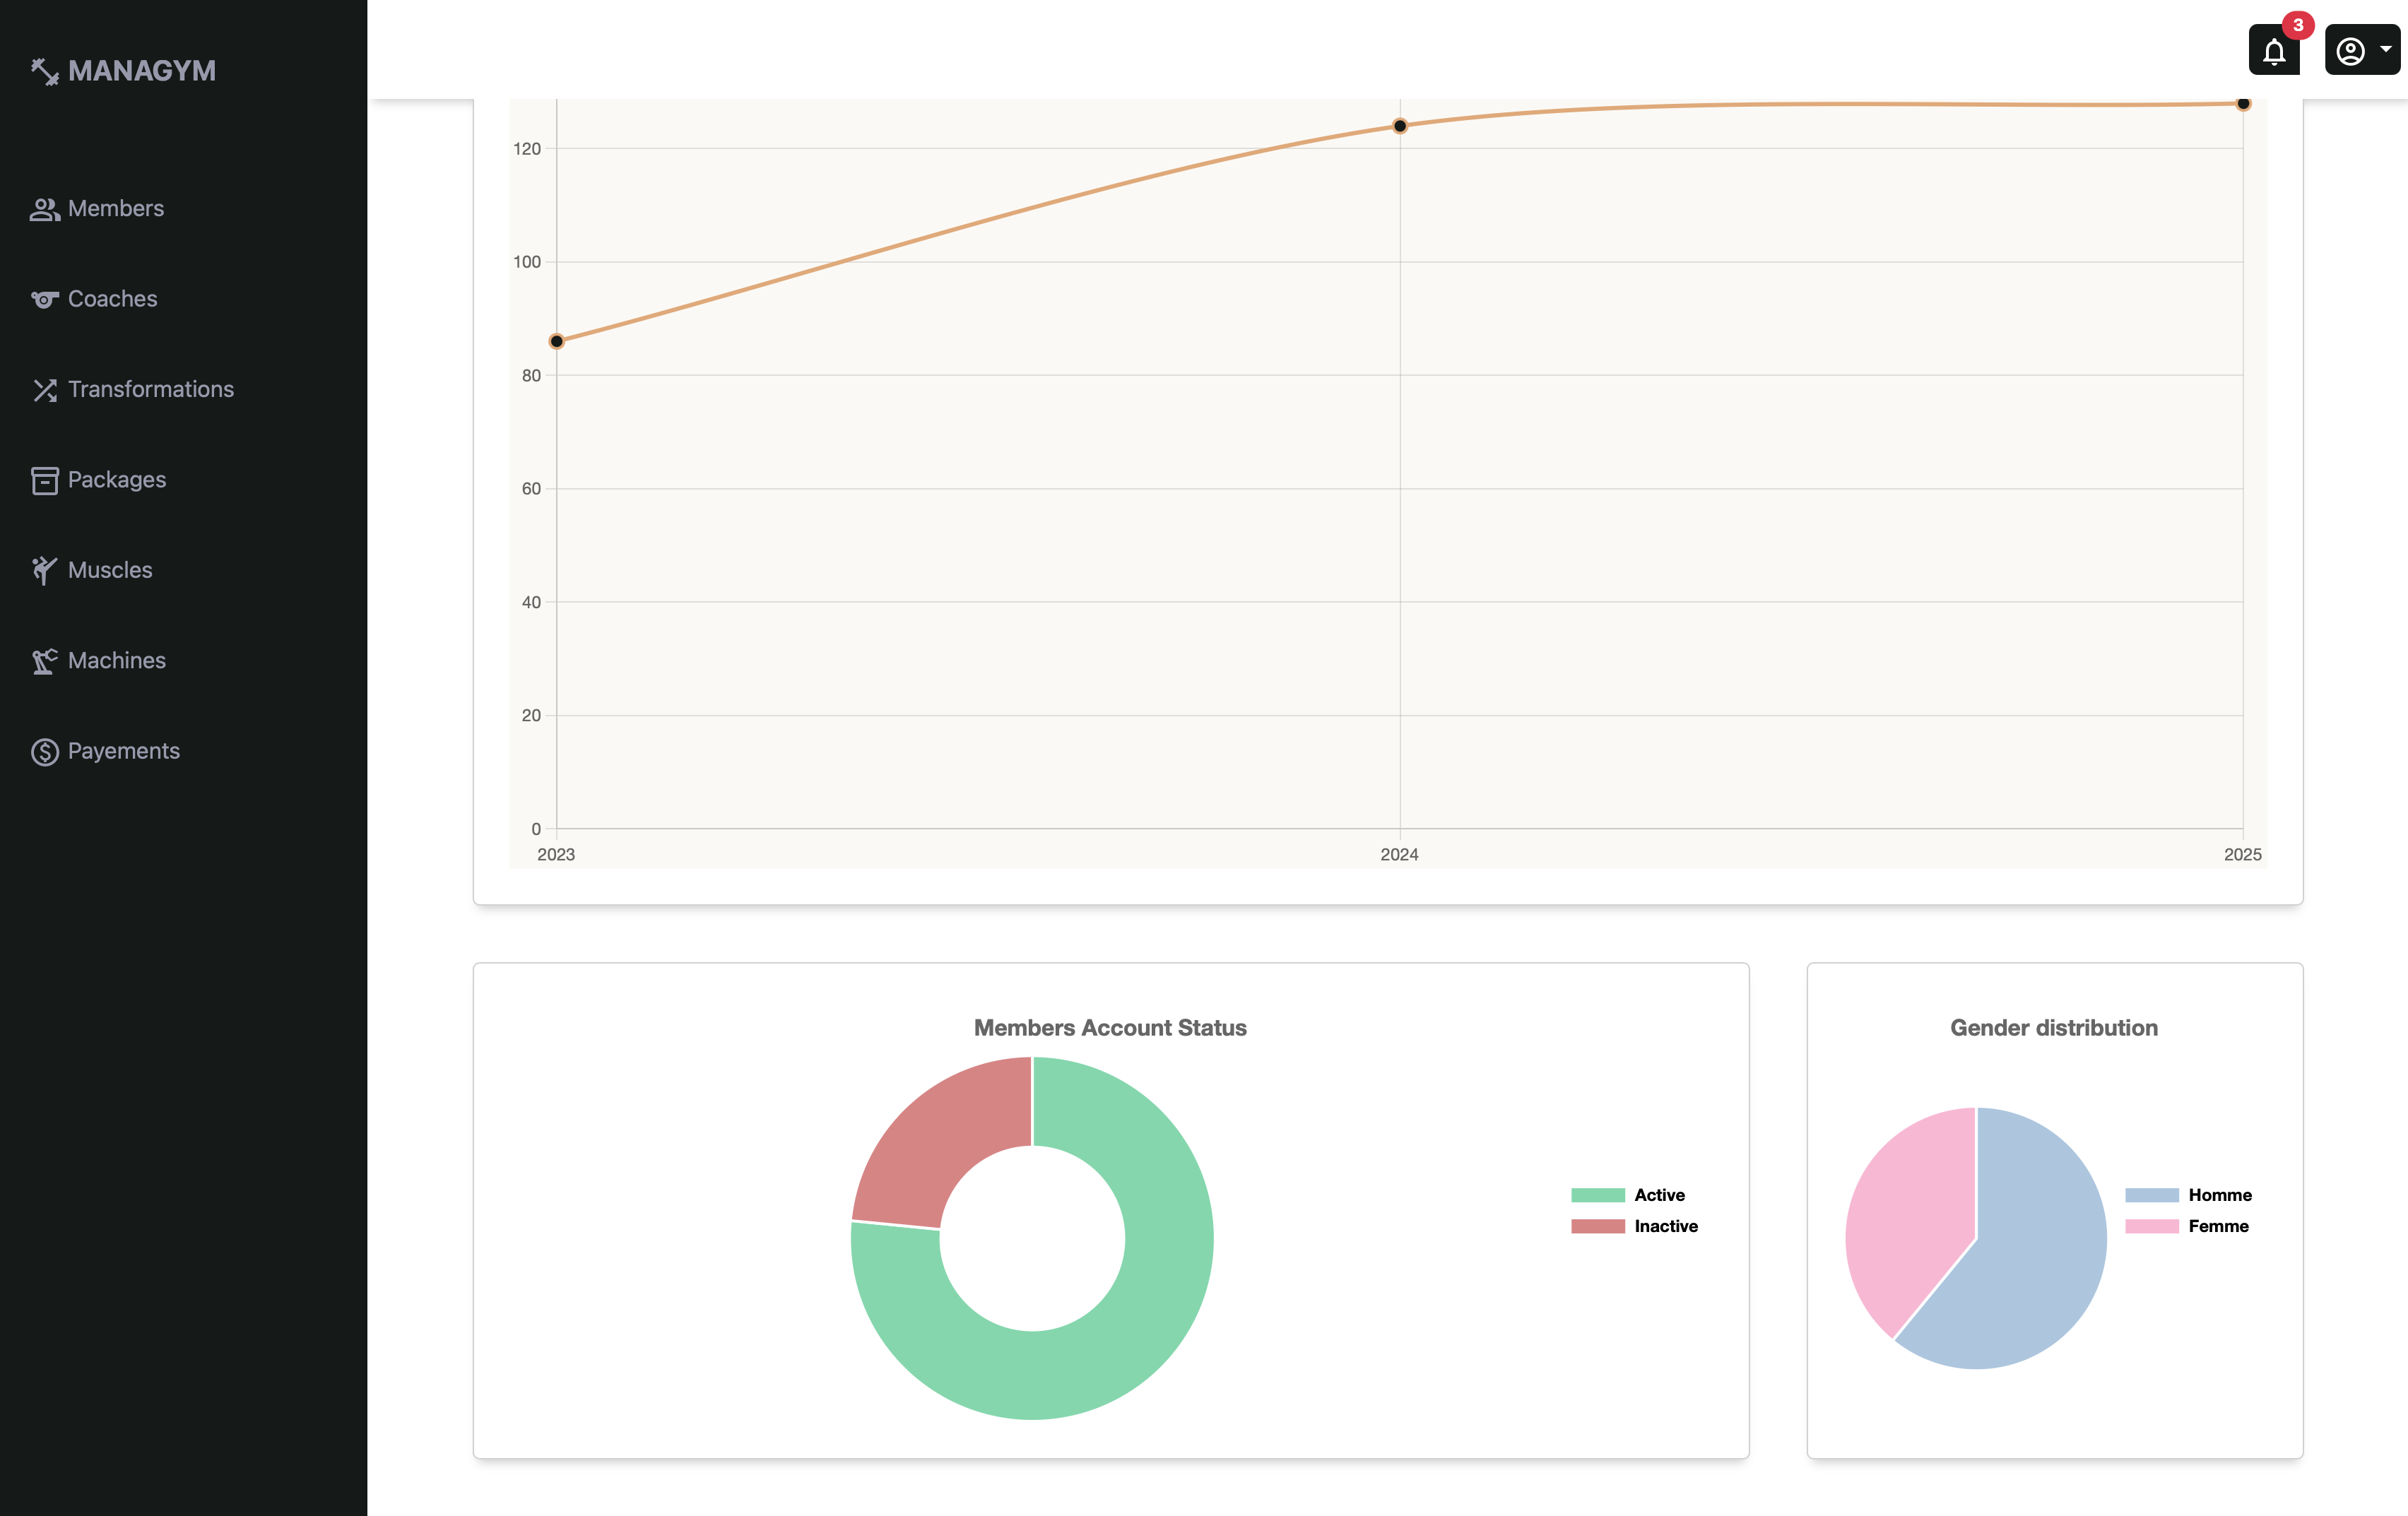 MANAGYM
Members
Coaches
Transformations
Packages
Muscles
Machines
Payements
3
120
100
80
60
40
20
0
2023
2024
2025
Members Account Status
Active
Inactive
Gender distribution
Homme
Femme